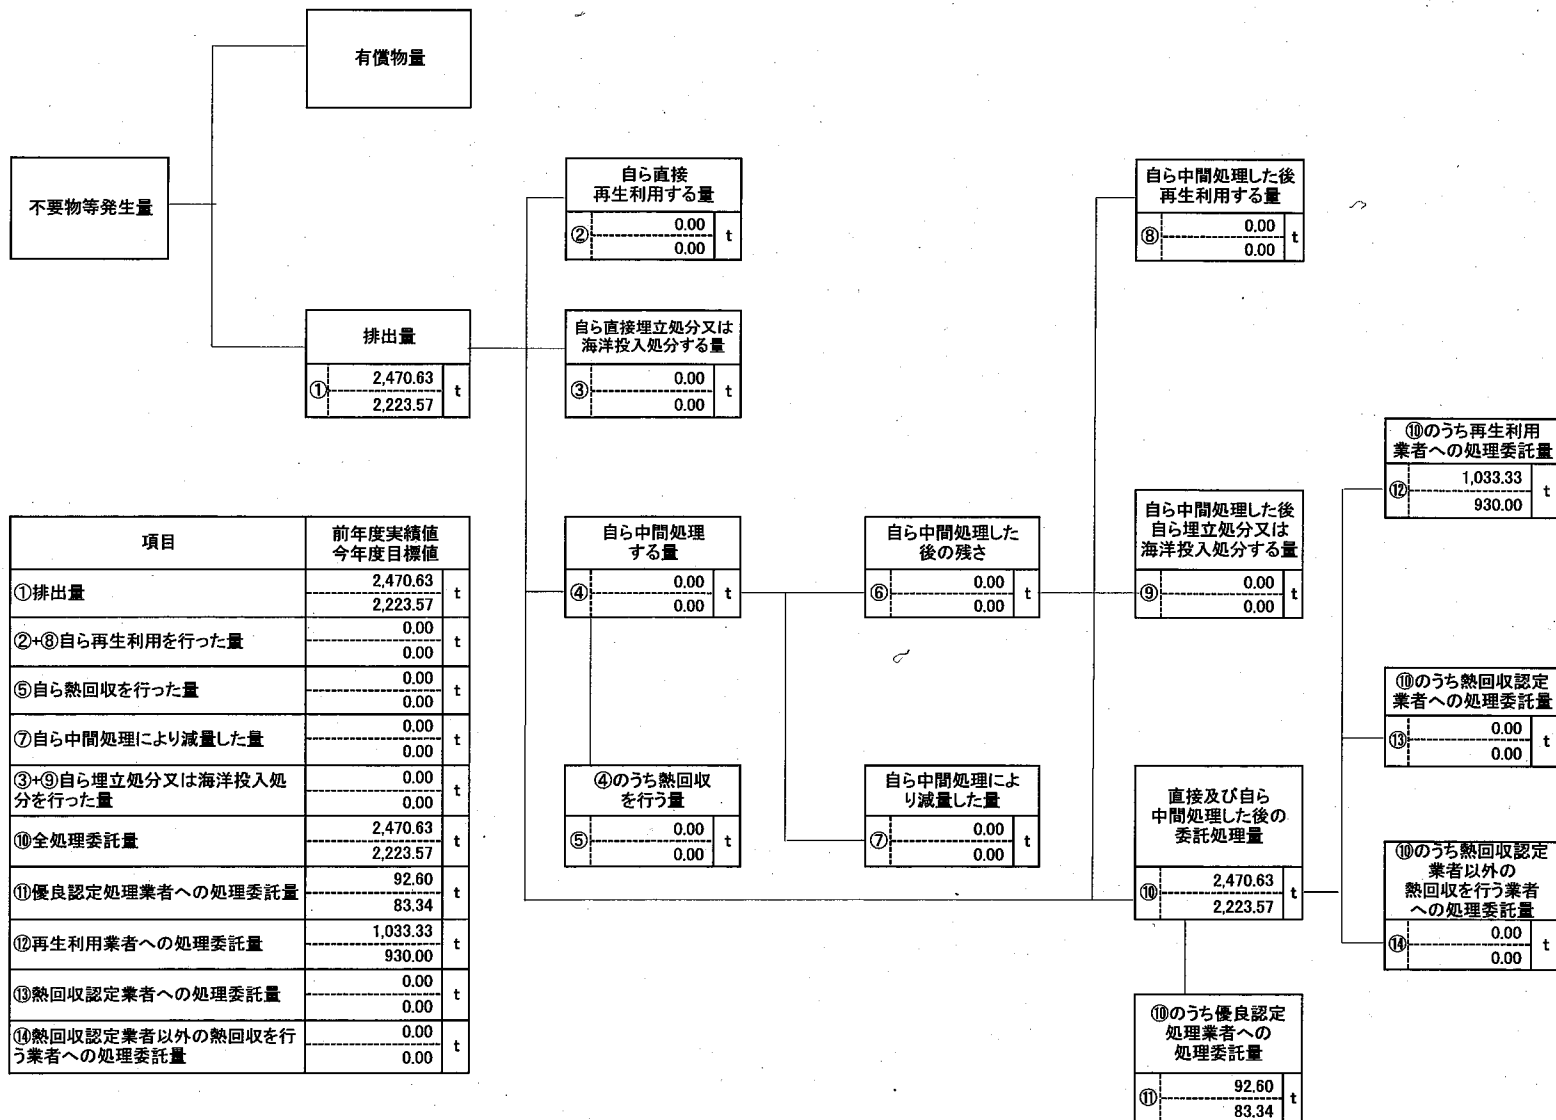 有償物量
不要物等発生量
排出量
① 2,470.63 t
2,223.57
自ら直接
再生利用する量
② 0.00 t
0.00
自ら直接埋立処分又は
海洋投入処分する量
③ 0.00 t
0.00
自ら中間処理
する量
④ 0.00 t
0.00
④のうち熱回収
を行う量
⑤ 0.00 t
0.00
自ら中間処理した
後の残さ
⑥ 0.00 t
0.00
自ら中間処理によ
り減量した量
⑦ 0.00 t
0.00
自ら中間処理した後
再生利用する量
⑧ 0.00 t
0.00
自ら中間処理した後
自ら埋立処分又は
海洋投入処分する量
⑨ 0.00 t
0.00
直接及び自ら
中間処理した後の
委託処理量
⑩ 2,470.63 t
2,223.57
⑩のうち優良認定
処理業者への
処理委託量
⑪ 92.60 t
83.34
⑩のうち再生利用
業者への処理委託量
⑫ 1,033.33 t
930.00
⑩のうち熱回収認定
業者への処理委託量
⑬ 0.00 t
0.00
⑩のうち熱回収認定
業者以外の
熱回収を行う業者
への処理委託量
⑭ 0.00 t
0.00
項目 前年度実績値
今年度目標値
①排出量 2,470.63 t
2,223.57
②+⑧自ら再生利用を行った量 0.00 t
0.00
⑤自ら熱回収を行った量 0.00 t
0.00
⑦自ら中間処理により減量した量 0.00 t
0.00
③+⑨自ら埋立処分又は海洋投入処 0.00 t
分を行った量 0.00
⑩全処理委託量 2,470.63 t
2,223.57
⑪優良認定処理業者への処理委託量 92.60 t
83.34
⑫再生利用業者への処理委託量 1,033.33 t
930.00
⑬熱回収認定業者への処理委託量 0.00 t
0.00
⑭熱回収認定業者以外の熱回収を行 0.00 t
う業者への処理委託量 0.00